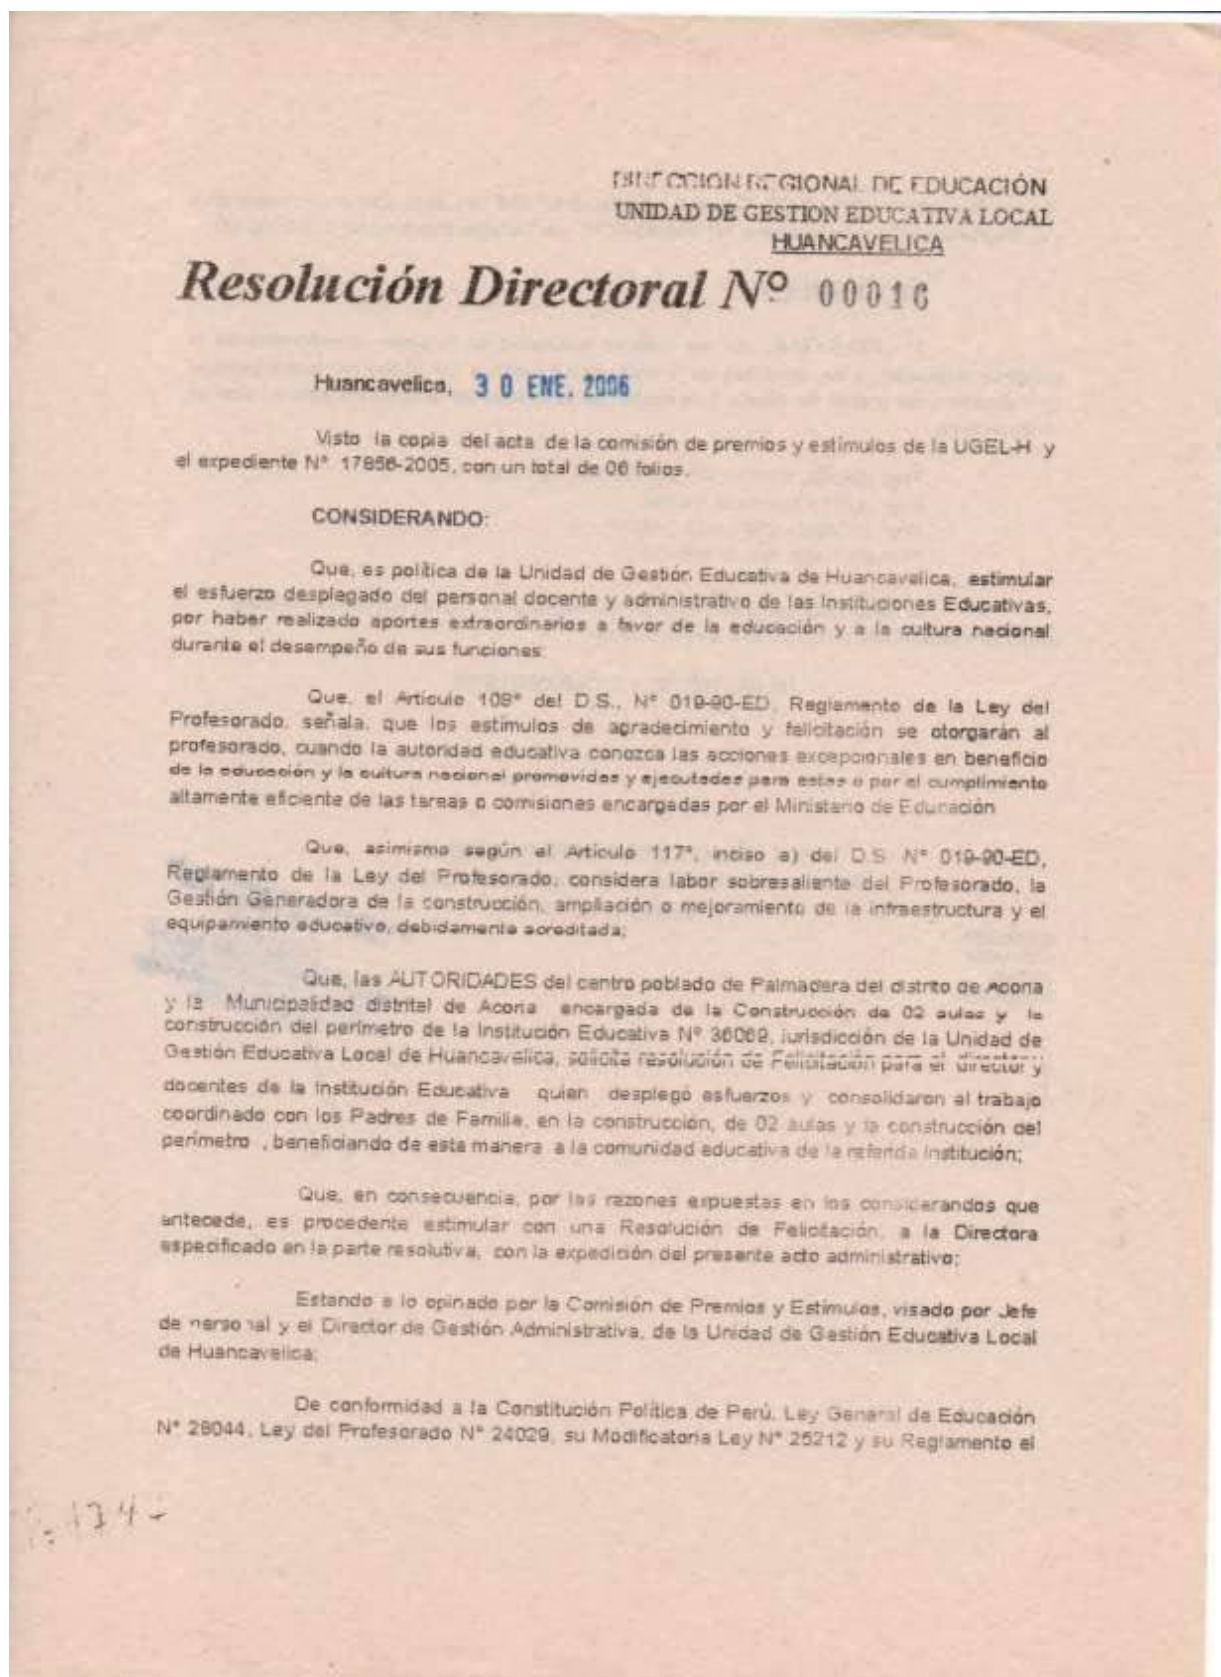 DIRECCION REGIONAL DE EDUCACIÓN
UNIDAD DE GESTION EDUCATIVA LOCAL
HUANCAVELICA
Resolución Directoral Nº 00016
Huancavelica, 30 ENE. 2006
Visto la copia del acta de la comisión de premios y estímulos de la UGEL-H y
el expediente N° 17856-2005, con un total de 06 folios.
CONSIDERANDO:
Que, es política de la Unidad de Gestión Educativa de Huancavelica, estimular
el esfuerzo desplegado del personal docente y administrativo de las Instituciones Educativas,
por haber realizado aportes extraordinarios a favor de la educación y a la cultura nacional
durante el desempeño de sus funciones:
Que, el Artículo 109° del D.S., N° 019-90-ED, Reglamento de la Ley del
Profesorado, señala, que los estímulos de agradecimiento y felicitación se otorgarán al
profesorado, cuando la autoridad educativa conozca las acciones excepcionales en beneficio
de la educación y la cultura nacional promovidas y ejecutadas para estas o por el cumplimiento
altamente eficiente de las tareas o comisiones encargadas por el Ministerio de Educación
Que, asimismo según el Artículo 117°, inciso a) del D.S. N° 019-90-ED,
Reglamento de la Ley del Profesorado, considera labor sobresaliente del Profesorado, la
Gestión Generadora de la construcción, ampliación o mejoramiento de la infraestructura y el
equipamiento educativo, debidamente acreditada;
Que, las AUTORIDADES del centro poblado de Palmadera del distrito de Acoria
y la Municipalidad distrital de Acoria encargada de la Construcción de 02 aulas y la
construcción del perímetro de la Institución Educativa N° 36069, jurisdicción de la Unidad de
Gestión Educativa Local de Huancavelica, solicita resolución de Felicitación para el director y
docentes de la Institución Educativa quien desplegó esfuerzos y consolidaron el trabajo
coordinado con los Padres de Familia, en la construcción, de 02 aulas y la construcción del
perímetro , beneficiando de esta manera a la comunidad educativa de la referida Institución;
Que, en consecuencia, por las razones expuestas en los considerandos que
antecede, es procedente estimular con una Resolución de Felicitación, a la Directora
especificado en la parte resolutiva, con la expedición del presente acto administrativo;
Estando a lo opinado por la Comisión de Premios y Estímulos, visado por Jefe
de personal y el Director de Gestión Administrativa, de la Unidad de Gestión Educativa Local
de Huancavelica;
De conformidad a la Constitución Política de Perú, Ley General de Educación
N° 28044, Ley del Profesorado N° 24029, su Modificatoria Ley N° 25212 y su Reglamento el
174-